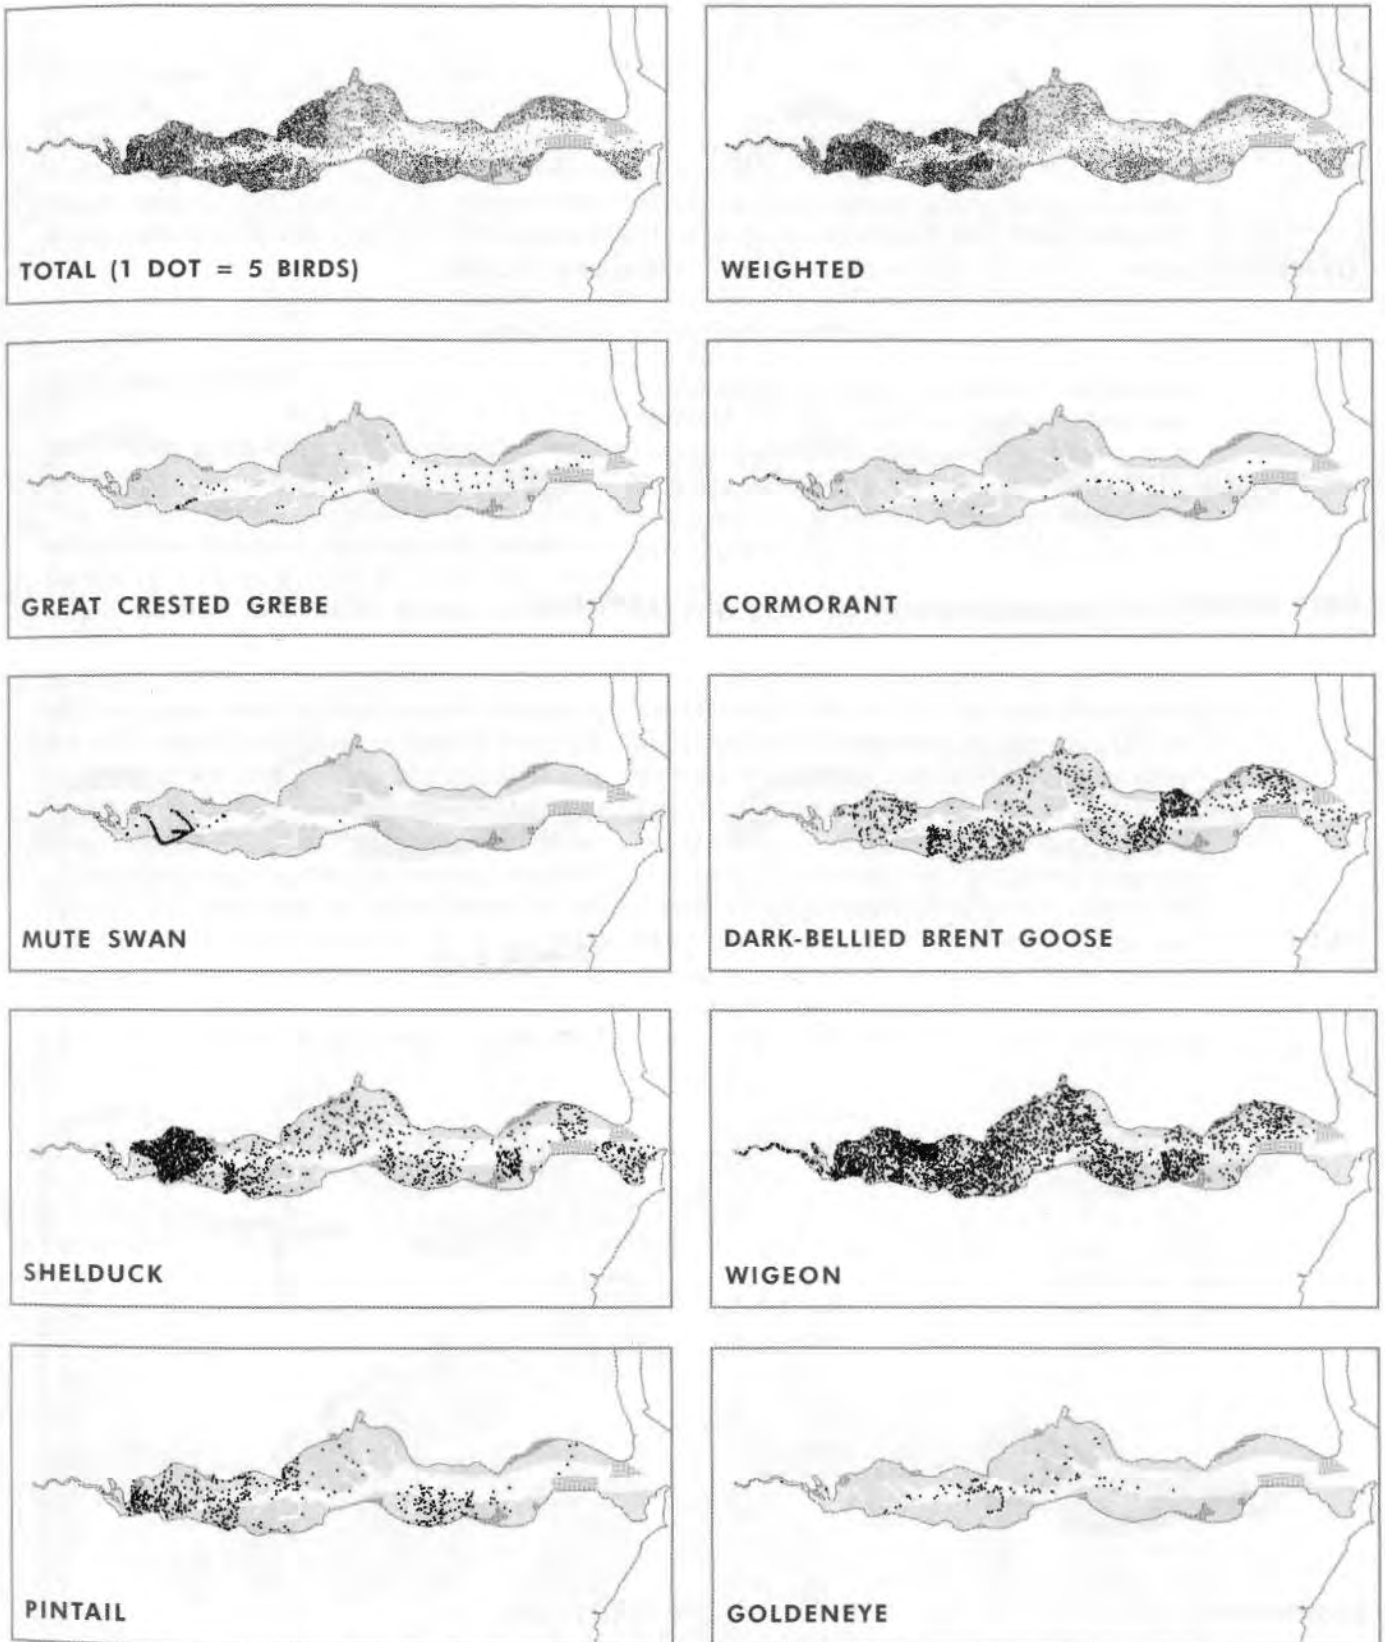 TOTAL (1 DOT = 5 BIRDS)
WEIGHTED
GREAT CRESTED GREBE
CORMORANT
MUTE SWAN
DARK-BELLIED BRENT GOOSE
SHELDUCK
WIGEON
PINTAIL
GOLDENEYE